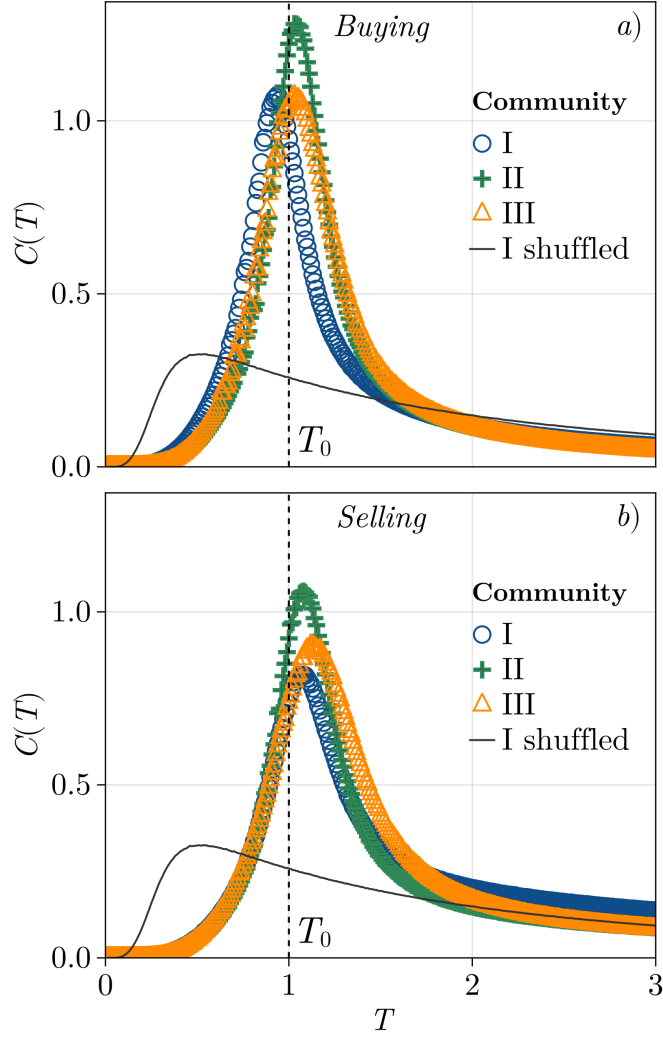 Buying
a)
Community
I
II
III
I shuffled
C(T)
1.0
0.5
0.0
T₀
Selling
b)
Community
I
II
III
I shuffled
C(T)
1.0
0.5
0.0
T₀
0 1 2 3
T